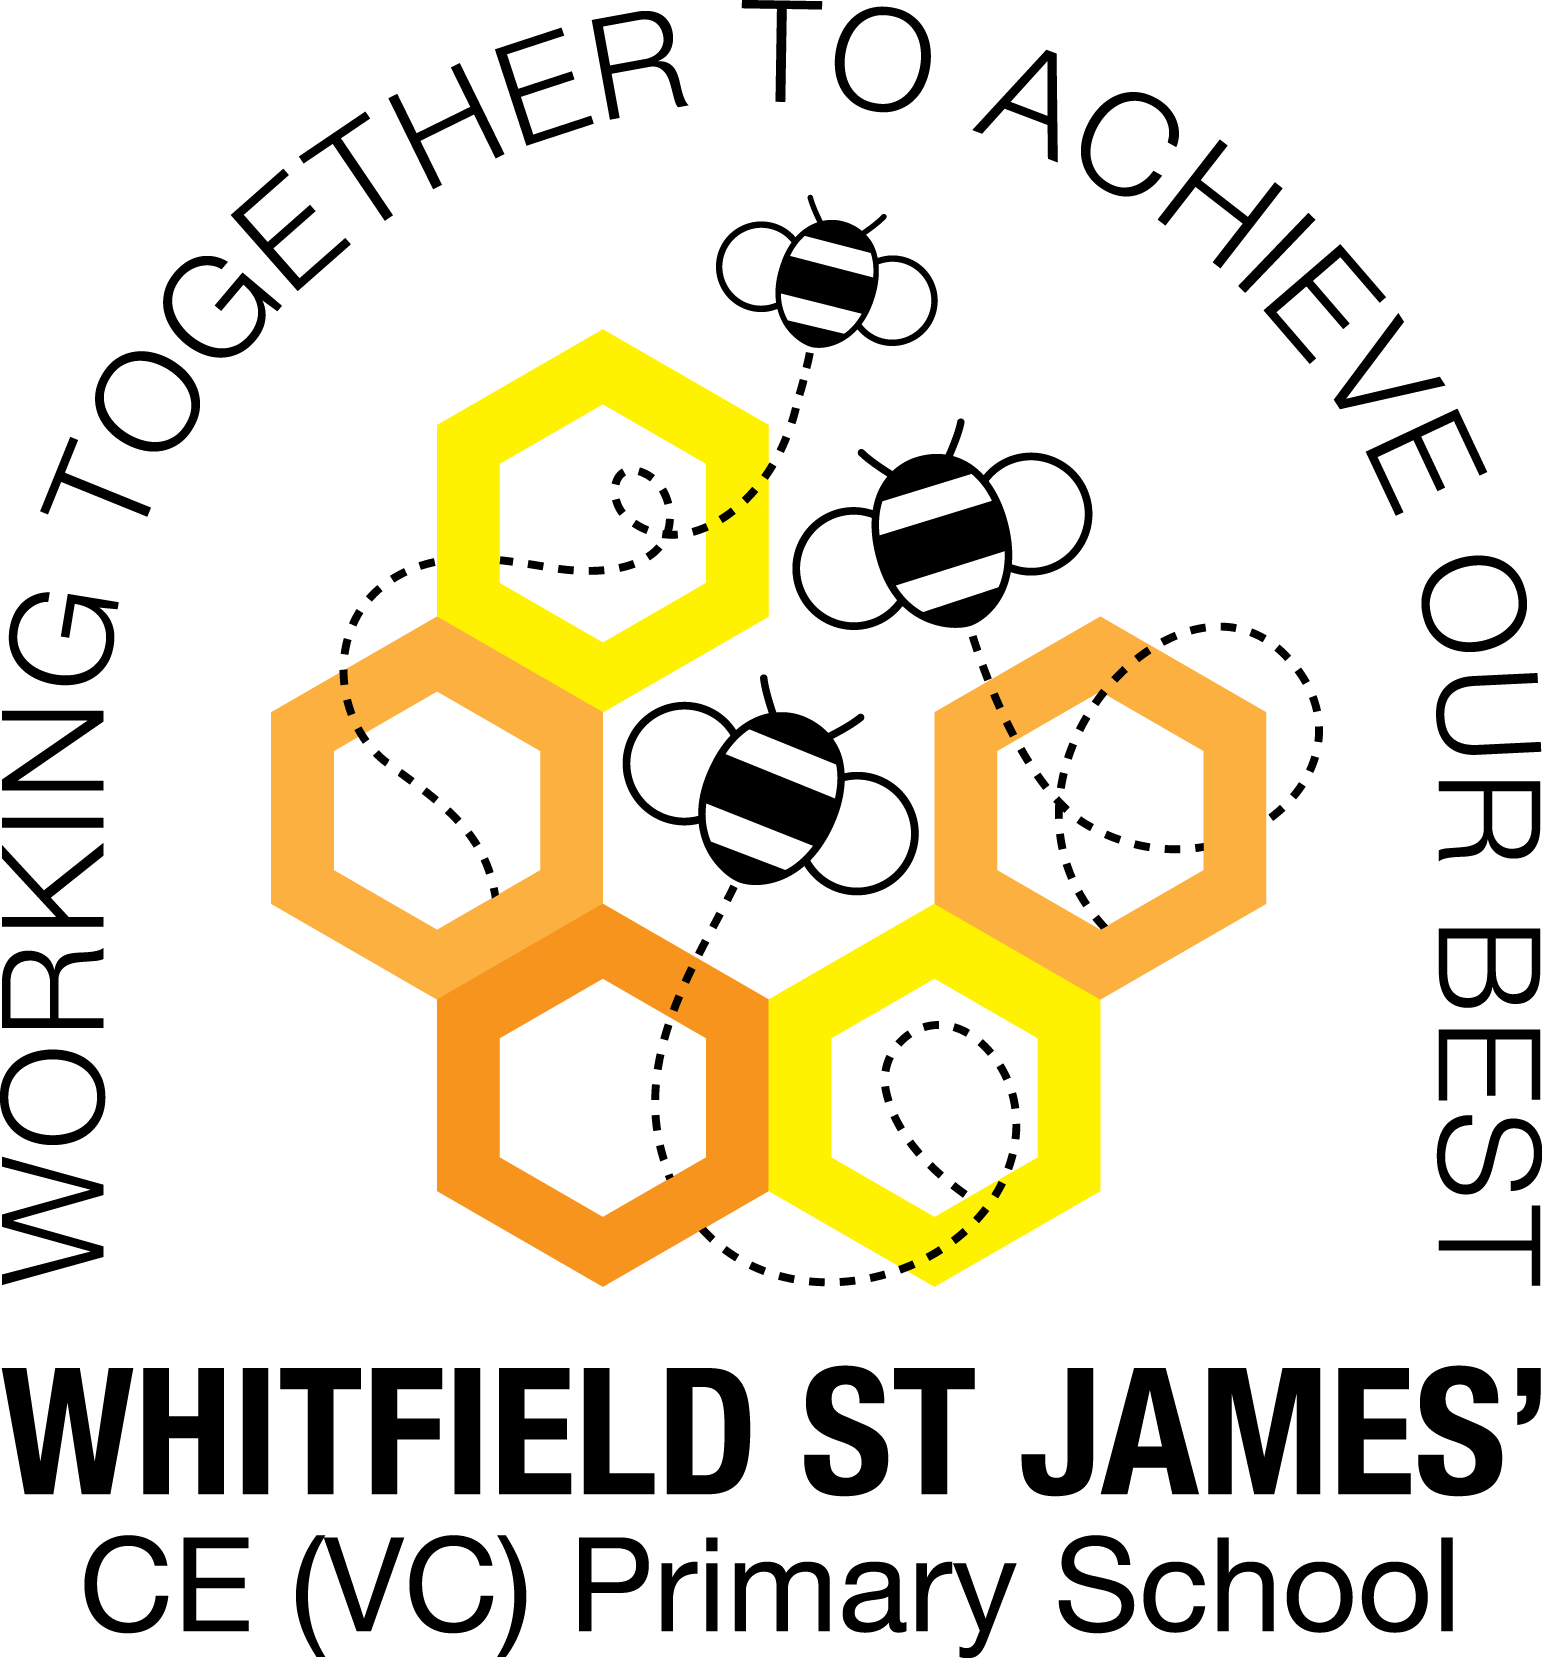 WORKING TOGETHER TO ACHIEVE OUR BEST
WHITFIELD ST JAMES’
CE (VC) Primary School